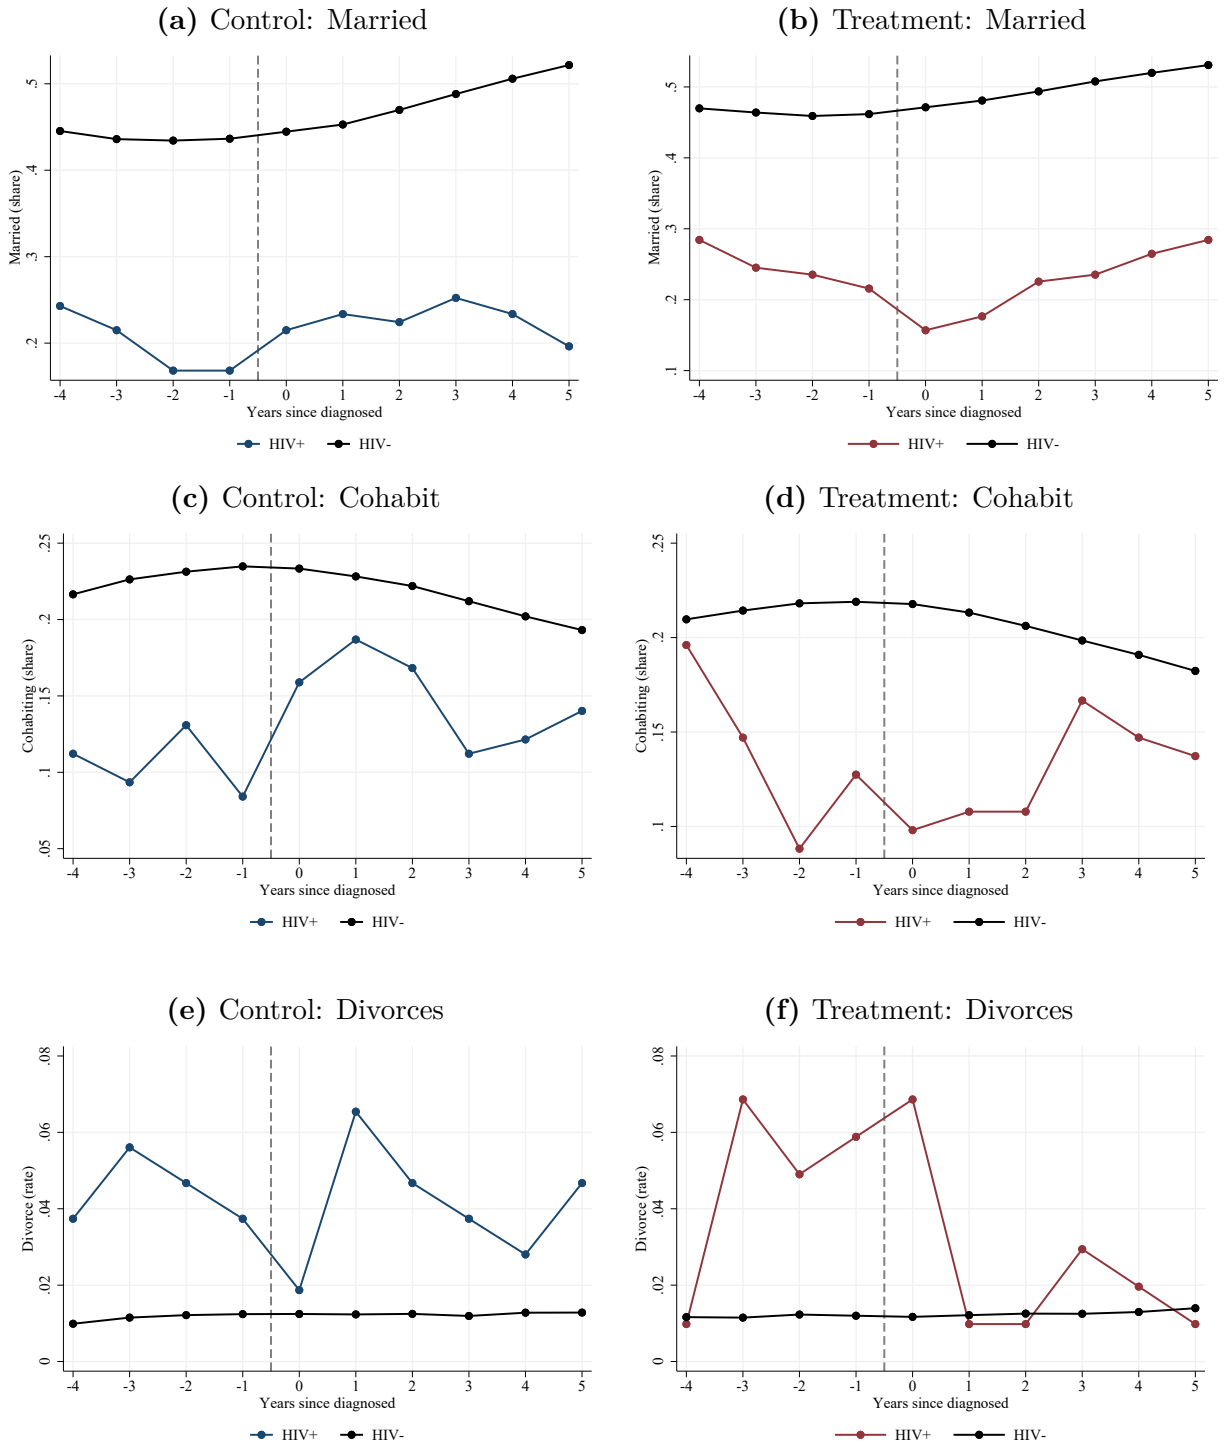 (a) Control: Married
(b) Treatment: Married
Married (share)
.5
.4
.3
.2
-4 -3 -2 -1 0 1 2 3 4 5
Years since diagnosed
HIV+ HIV-
Married (share)
.5
.4
.3
.2
.1
-4 -3 -2 -1 0 1 2 3 4 5
Years since diagnosed
HIV+ HIV-
(c) Control: Cohabit
(d) Treatment: Cohabit
Cohabiting (share)
.25
.2
.15
.1
.05
-4 -3 -2 -1 0 1 2 3 4 5
Years since diagnosed
HIV+ HIV-
Cohabiting (share)
.25
.2
.15
.1
-4 -3 -2 -1 0 1 2 3 4 5
Years since diagnosed
HIV+ HIV-
(e) Control: Divorces
(f) Treatment: Divorces
Divorce (rate)
.08
.06
.04
.02
0
-4 -3 -2 -1 0 1 2 3 4 5
Years since diagnosed
HIV+ HIV-
Divorce (rate)
.08
.06
.04
.02
0
-4 -3 -2 -1 0 1 2 3 4 5
Years since diagnosed
HIV+ HIV-